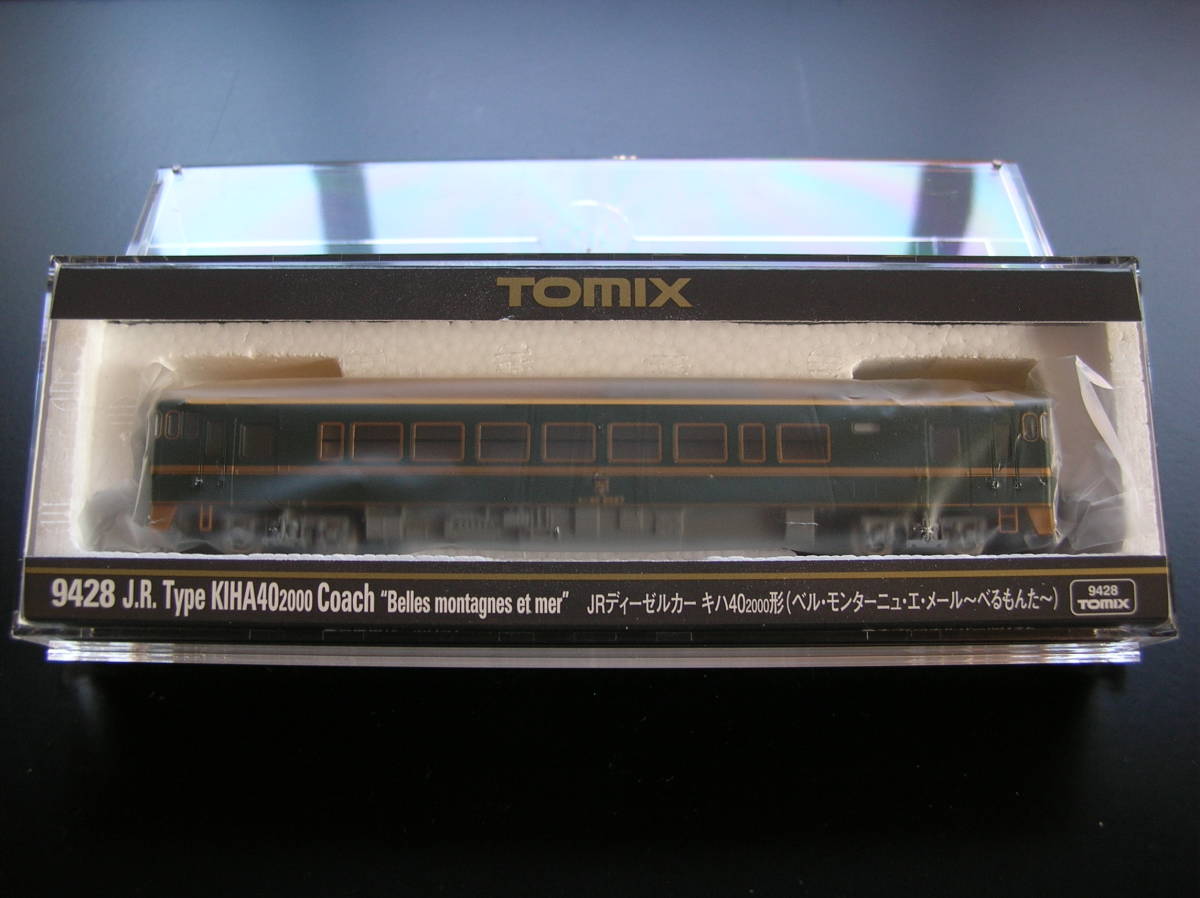 TOMIX
9428 J.R. Type KIHA402000 Coach "Belles montagnes et mer" JRディーゼルカー キハ402000形(ベル・モンターニュ・エ・メール〜べるもんた〜)
9428
TOMIX